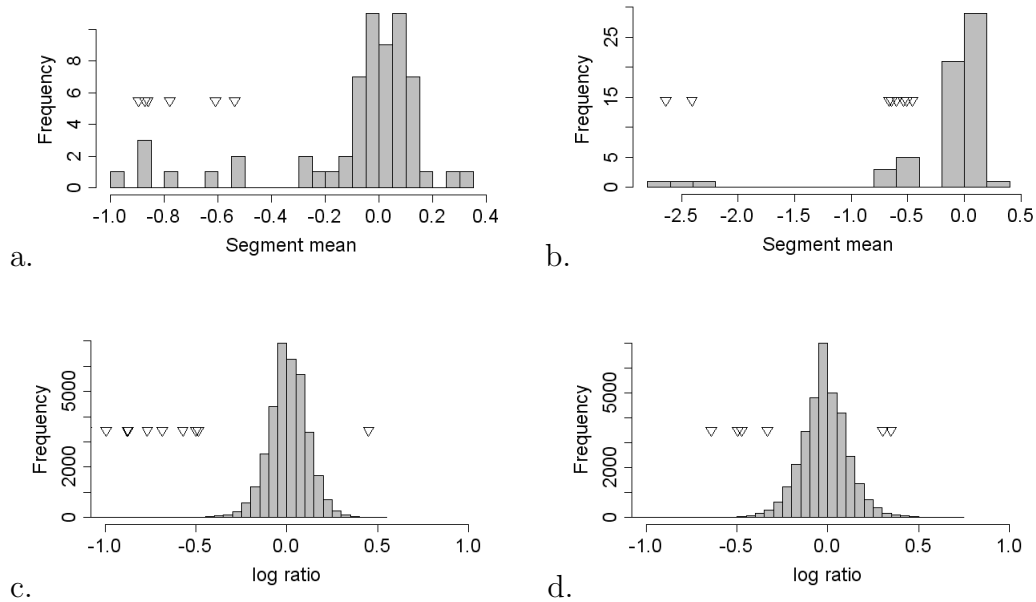 Frequency
0 2 4 6 8
-1.0 -0.8 -0.6 -0.4 -0.2 0.0 0.2 0.4
Segment mean
a.
Frequency
0 5 15 25
-2.5 -2.0 -1.5 -1.0 -0.5 0.0 0.5
Segment mean
b.
Frequency
0 2000 5000
-1.0 -0.5 0.0 0.5 1.0
log ratio
c.
Frequency
0 2000 5000
-1.0 -0.5 0.0 0.5 1.0
log ratio
d.